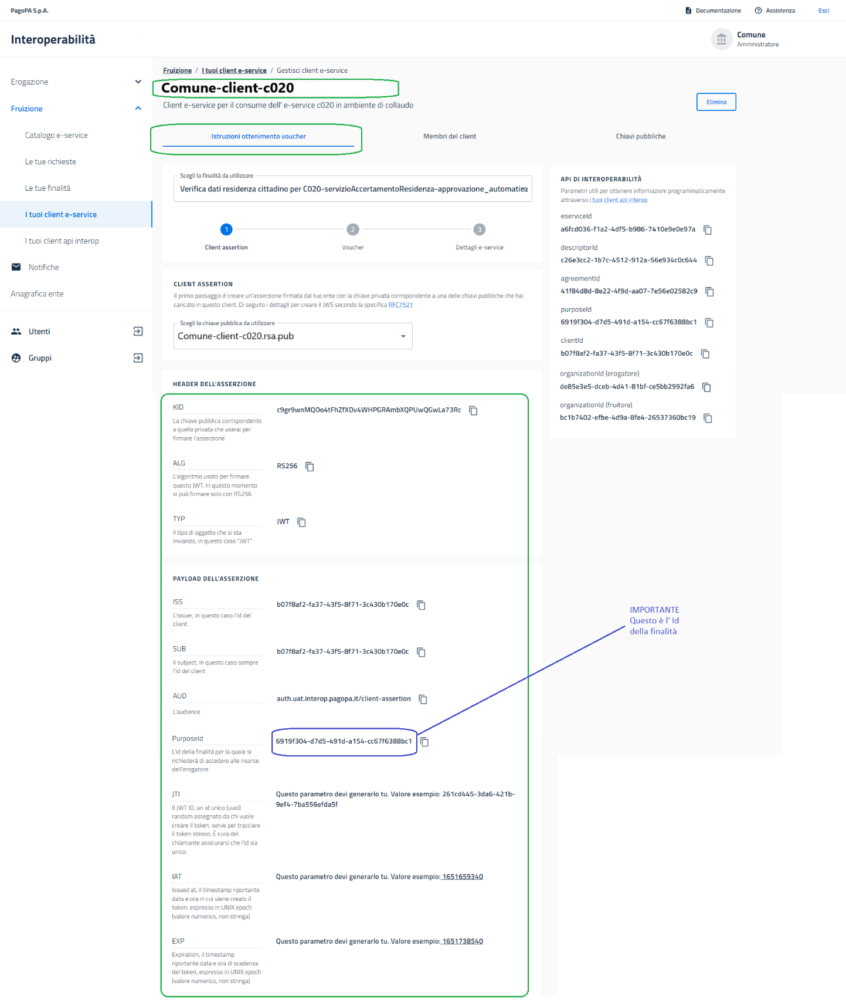 PagoPA S.p.A.
Documentazione
Assistenza
Esci
Interoperabilità
Comune
Amministratore
Erogazione
Fruizione
Catalogo e-service
Le tue richieste
Le tue finalità
I tuoi client e-service
I tuoi client api interop
Notifiche
Anagrafica ente
Utenti
Gruppi
Fruizione / I tuoi client e-service / Gestisci client e-service
Comune-client-c020
Client e-service per il consume dell' e-service c020 in ambiente di collaudo
Elimina
Istruzioni ottenimento voucher
Membri del client
Chiavi pubbliche
Scegli la finalità da utilizzare
Verifica dati residenza cittadino per C020-servizioAccertamentoResidenza-approvazione_automatica
1
2
3
Client assertion
Voucher
Dettagli e-service
CLIENT ASSERTION
Il primo passaggio è creare un'asserzione firmata dal tuo ente con la chiave privata corrispondente a una delle chiavi pubbliche che hai
caricato in questo client. Di seguito i dettagli per creare il JWS secondo la specifica RFC7521
Scegli la chiave pubblica da utilizzare
Comune-client-c020.rsa.pub
API DI INTEROPERABILITÀ
Parametri utili per ottenere informazioni programmaticamente
attraverso i tuoi client api interop
eserviceId
a6fcd036-f1a2-4df5-b986-7410e9e0e97a
descriptorId
c26e3cc2-1b7c-4512-912a-56e934c0c644
agreementId
41f84d8d-8e22-4f9d-aa07-7e56e02582c9
purposeId
6919f304-d7d5-491d-a154-cc67f6388bc1
clientId
b07f8af2-fa37-43f5-8f71-3c430b170e0c
organizationId (erogatore)
de85e3e5-dceb-4d41-81bf-ce5bb2992fa6
organizationId (fruitore)
bc1b7402-efbe-4d9a-8fe4-26537360bc19
HEADER DELL'ASSERZIONE
KID
c9gr9wnMQOo4tFhZfXDv4WHPGRAmbXQPUwQGwLa73Rc
La chiave pubblica corrispondente
a quella privata che userai per
firmare l'asserzione
ALG
RS256
L'algoritmo usato per firmare
questo JWT. In questo momento
si può firmare solo con RS256
TYP
JWT
Il tipo di oggetto che si sta
inviando, in questo caso "JWT"
PAYLOAD DELL'ASSERZIONE
ISS
b07f8af2-fa37-43f5-8f71-3c430b170e0c
L'issuer, in questo caso l'id del
client
SUB
b07f8af2-fa37-43f5-8f71-3c430b170e0c
Il subject, in questo caso sempre
l'id del client
AUD
auth.uat.interop.pagopa.it/client-assertion
L'audience
PurposeId
6919f304-d7d5-491d-a154-cc67f6388bc1
L'id della finalità per la quale si
richiederà di accedere alle risorse
dell'erogatore
IMPORTANTE
Questo è l' Id
della finalità
JTI
Questo parametro devi generarlo tu. Valore esempio: 261cd445-3da6-421b-
9ef4-7ba556efda5f
Il JWT ID, un id unico (uuid)
random assegnato da chi vuole
creare il token, serve per tracciare
il token stesso. È cura del
chiamante assicurarsi che l'id sia
unico
IAT
Questo parametro devi generarlo tu. Valore esempio: 1651659340
Issued at, il timestamp riportante
data e ora in cui viene creato il
token, espresso in UNIX epoch
(valore numerico, non stringa)
EXP
Questo parametro devi generarlo tu. Valore esempio: 1651738540
Expiration, il timestamp
riportante data e ora di scadenza
del token, espresso in UNIX epoch
(valore numerico, non stringa)